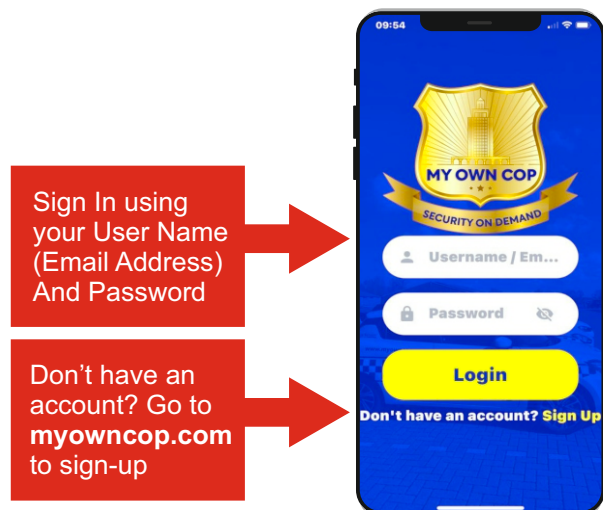 09:54
MY OWN COP
SECURITY ON DEMAND
Sign In using
your User Name
(Email Address)
And Password
Username / Em...
Password
Don’t have an
account? Go to
myowncop.com
to sign-up
Login
Don't have an account? Sign Up